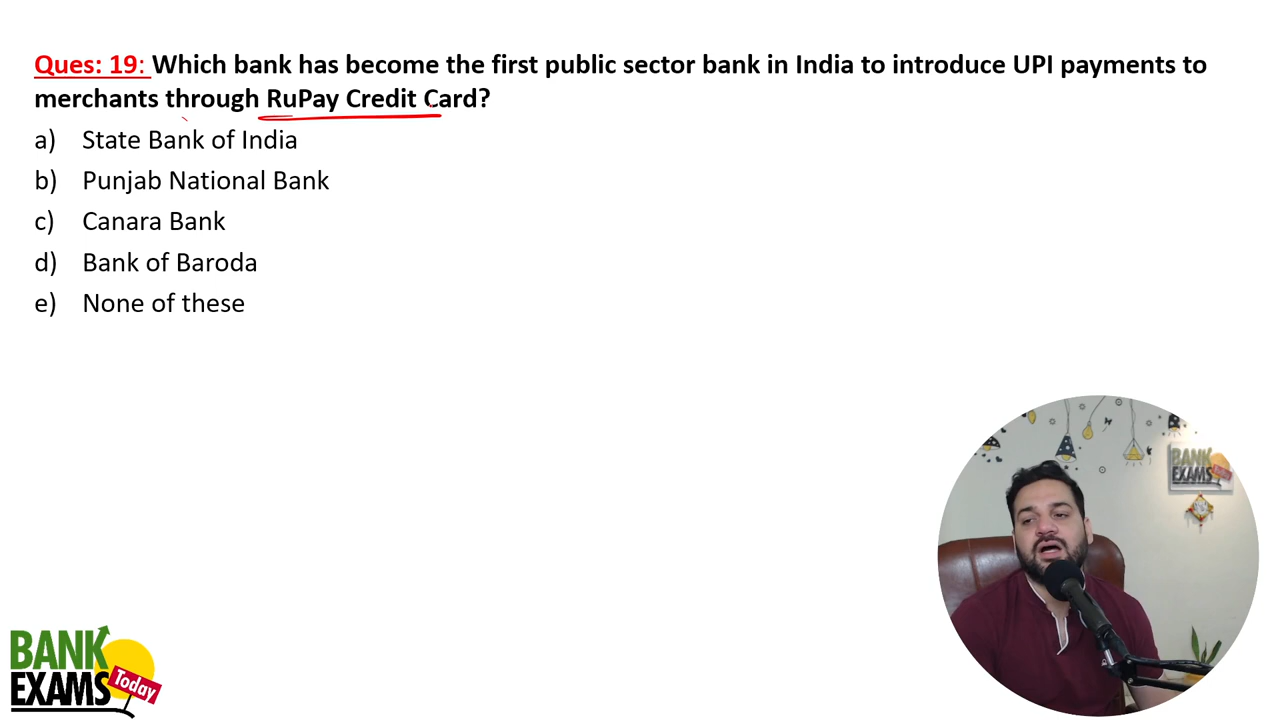 Ques: 19: Which bank has become the first public sector bank in India to introduce UPI payments to
merchants through RuPay Credit Card?
a) State Bank of India
b) Punjab National Bank
c) Canara Bank
d) Bank of Baroda
e) None of these
BANK
EXAMS
BANK
EXAMS
Today